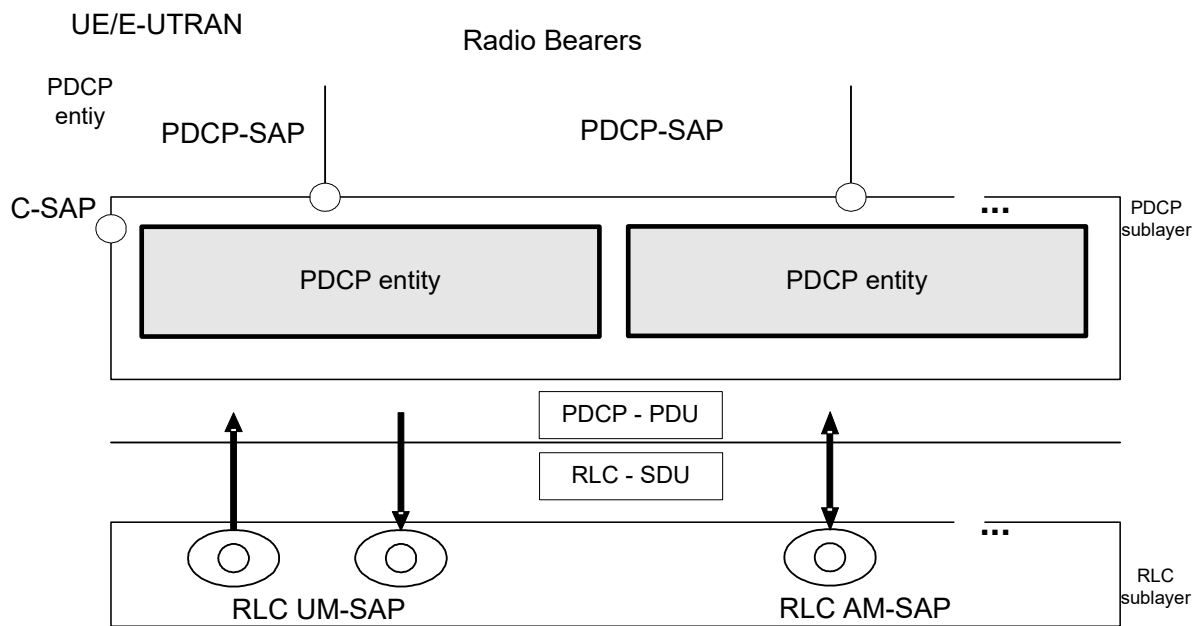 UE/E-UTRAN
Radio Bearers
PDCP
entiy
PDCP-SAP
PDCP-SAP
C-SAP
...
PDCP
sublayer
PDCP entity
PDCP entity
PDCP - PDU
RLC - SDU
...
RLC UM-SAP
RLC AM-SAP
RLC
sublayer